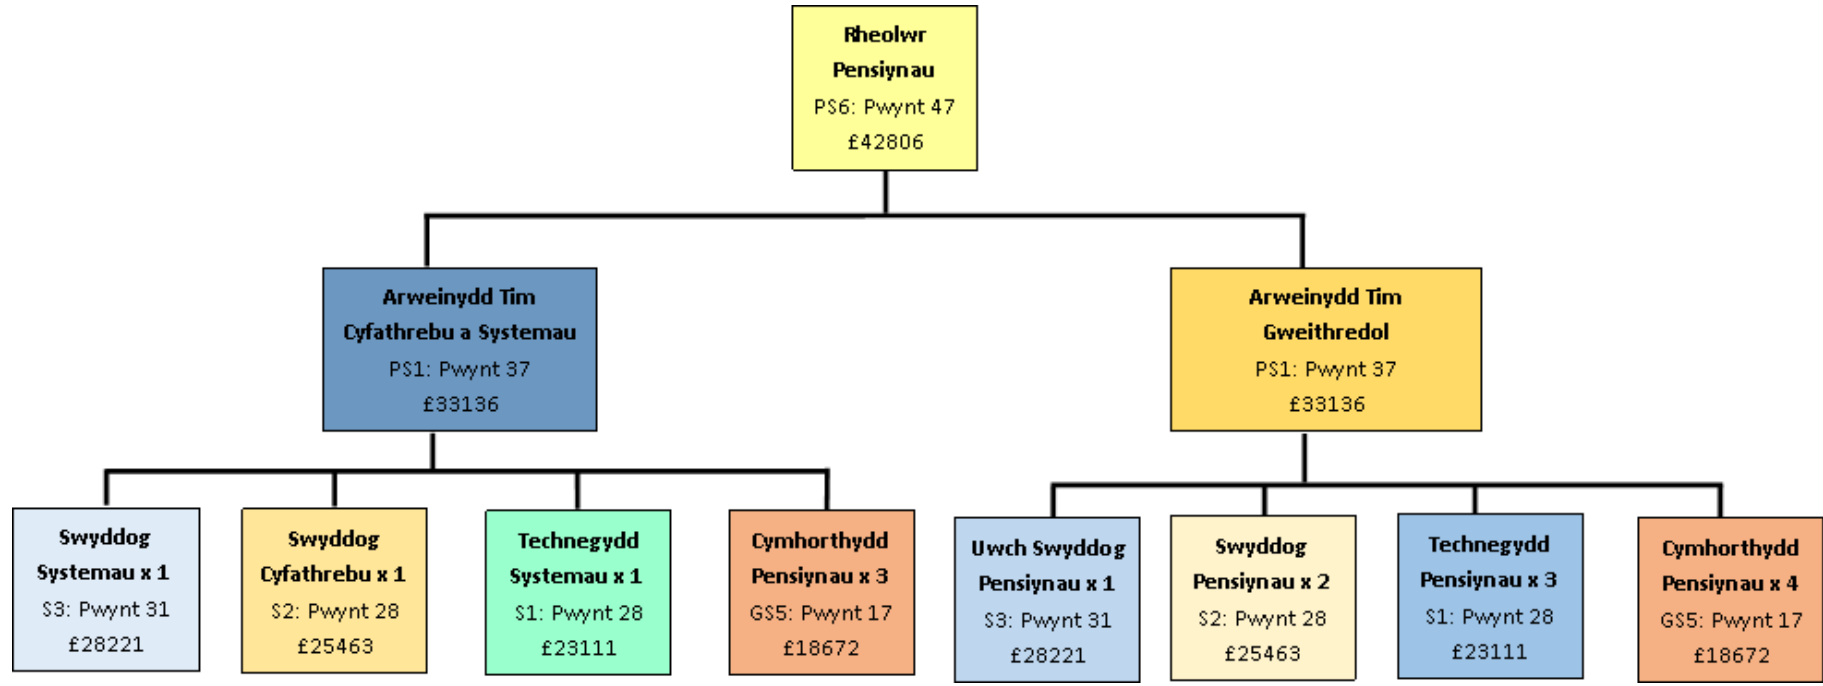 Rheolwr
Pensiynau
PS6: Pwynt 47
£42806
Arweinydd Tim
Cyfathrebu a Systemau
PS1: Pwynt 37
£33136
Arweinydd Tim
Gweithredol
PS1: Pwynt 37
£33136
Swyddog
Systemau x 1
S3: Pwynt 31
£28221
Swyddog
Cyfathrebu x 1
S2: Pwynt 28
£25463
Technegydd
Systemau x 1
S1: Pwynt 28
£23111
Cymhorthydd
Pensiynau x 3
GS5: Pwynt 17
£18672
Uwch Swyddog
Pensiynau x 1
S3: Pwynt 31
£28221
Swyddog
Pensiynau x 2
S2: Pwynt 28
£25463
Technegydd
Pensiynau x 3
S1: Pwynt 28
£23111
Cymhorthydd
Pensiynau x 4
GS5: Pwynt 17
£18672